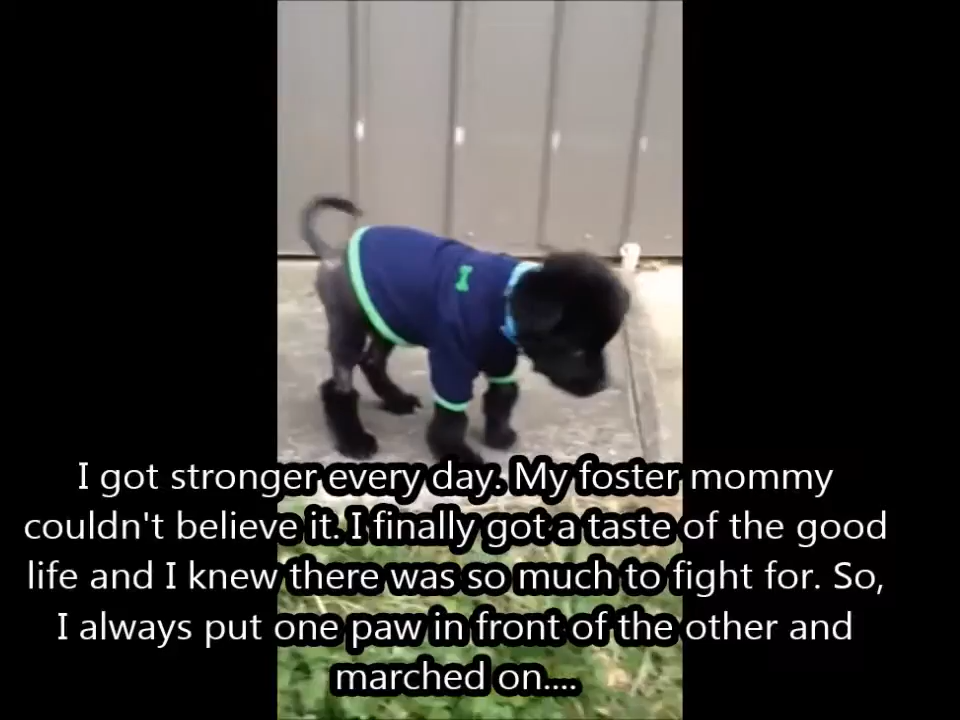 I got stronger every day. My foster mommy
couldn't believe it. I finally got a taste of the good
life and I knew there was so much to fight for. So,
I always put one paw in front of the other and
marched on....